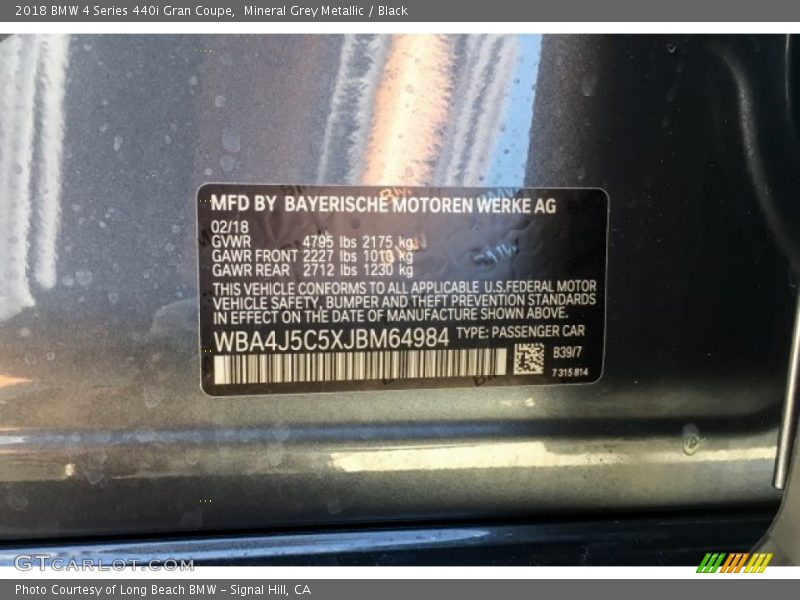 2018 BMW 4 Series 440i Gran Coupe,  Mineral Grey Metallic / Black
MFD BY BAYERISCHE MOTOREN WERKE AG
02/18
GVWR 4795 lbs 2175 kg
GAWR FRONT 2227 lbs 1010 kg
GAWR REAR 2712 lbs 1230 kg
THIS VEHICLE CONFORMS TO ALL APPLICABLE U.S.FEDERAL MOTOR
VEHICLE SAFETY, BUMPER AND THEFT PREVENTION STANDARDS
IN EFFECT ON THE DATE OF MANUFACTURE SHOWN ABOVE.
WBA4J5C5XJBM64984 TYPE: PASSENGER CAR
B39/7
7 315 814
GTCARLOT.COM
Photo Courtesy of Long Beach BMW - Signal Hill, CA